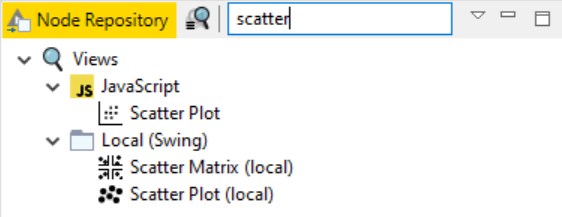 Node Repository
scatter
Views
JS JavaScript
Scatter Plot
Local (Swing)
Scatter Matrix (local)
Scatter Plot (local)